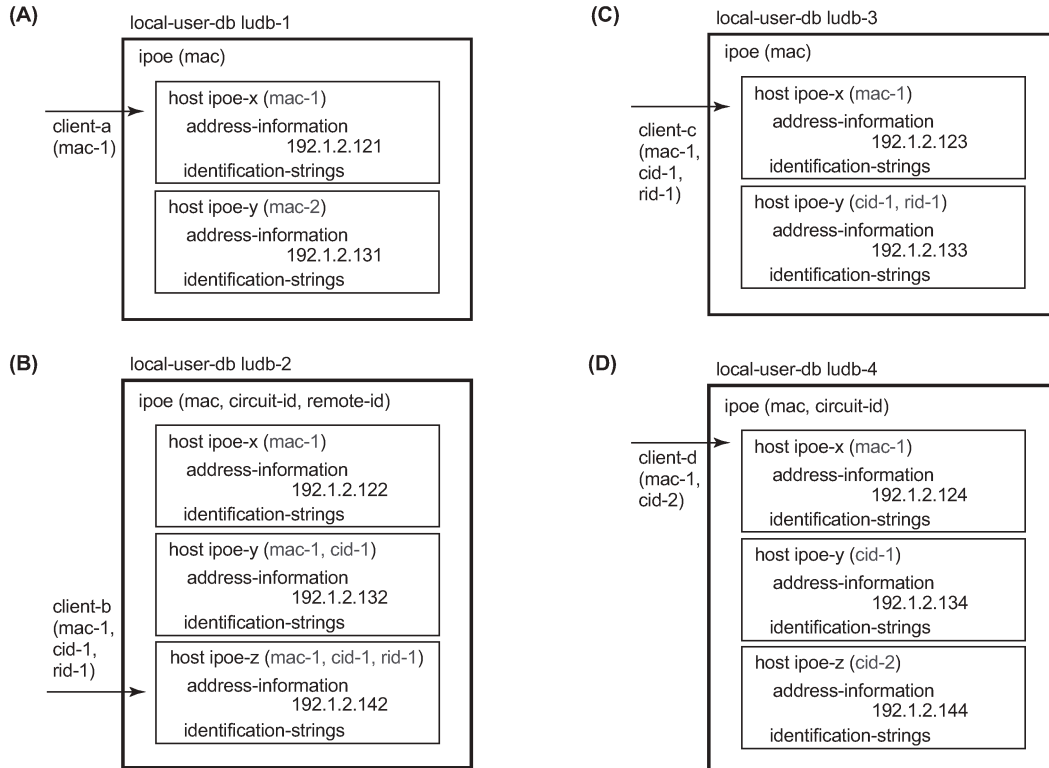 (A)
local-user-db ludb-1
ipoe (mac)
host ipoe-x (mac-1)
address-information
192.1.2.121
identification-strings
host ipoe-y (mac-2)
address-information
192.1.2.131
identification-strings
client-a
(mac-1)
(B)
local-user-db ludb-2
ipoe (mac, circuit-id, remote-id)
host ipoe-x (mac-1)
address-information
192.1.2.122
identification-strings
host ipoe-y (mac-1, cid-1)
address-information
192.1.2.132
identification-strings
host ipoe-z (mac-1, cid-1, rid-1)
address-information
192.1.2.142
identification-strings
client-b
(mac-1,
cid-1,
rid-1)
(C)
local-user-db ludb-3
ipoe (mac)
host ipoe-x (mac-1)
address-information
192.1.2.123
identification-strings
host ipoe-y (cid-1, rid-1)
address-information
192.1.2.133
identification-strings
client-c
(mac-1,
cid-1,
rid-1)
(D)
local-user-db ludb-4
ipoe (mac, circuit-id)
host ipoe-x (mac-1)
address-information
192.1.2.124
identification-strings
host ipoe-y (cid-1)
address-information
192.1.2.134
identification-strings
host ipoe-z (cid-2)
address-information
192.1.2.144
identification-strings
client-d
(mac-1,
cid-2)